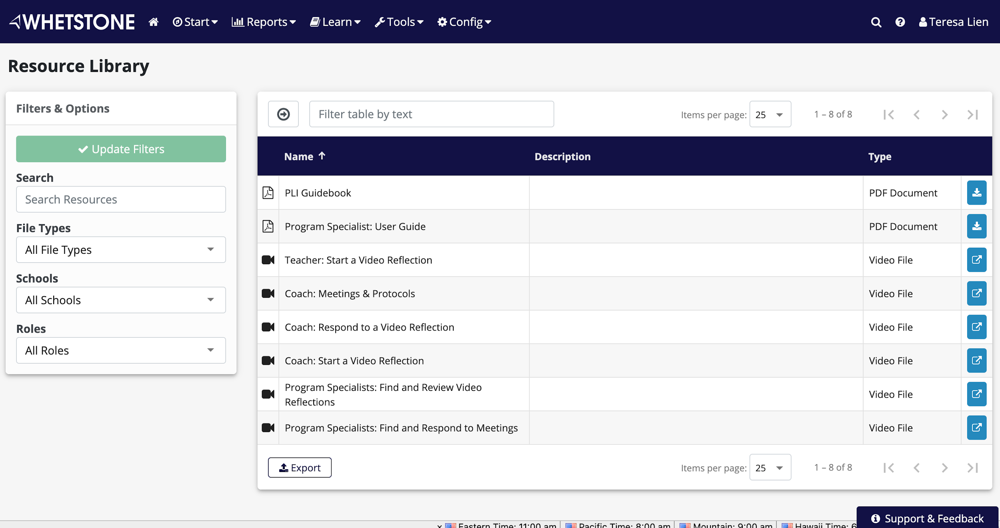 WHETSTONE Start Reports Learn Tools Config Teresa Lien
Resource Library
Filters & Options
Update Filters
Search
Search Resources
File Types
All File Types
Schools
All Schools
Roles
All Roles
Filter table by text Items per page: 25 1 – 8 of 8
Name Description Type
PLI Guidebook PDF Document
Program Specialist: User Guide PDF Document
Teacher: Start a Video Reflection Video File
Coach: Meetings & Protocols Video File
Coach: Respond to a Video Reflection Video File
Coach: Start a Video Reflection Video File
Program Specialists: Find and Review Video
Reflections Video File
Program Specialists: Find and Respond to Meetings Video File
Export Items per page: 25 1 – 8 of 8
Support & Feedback
× Eastern Time: 11:00 am Pacific Time: 8:00 am Mountain: 9:00 am Hawaii Time: 6